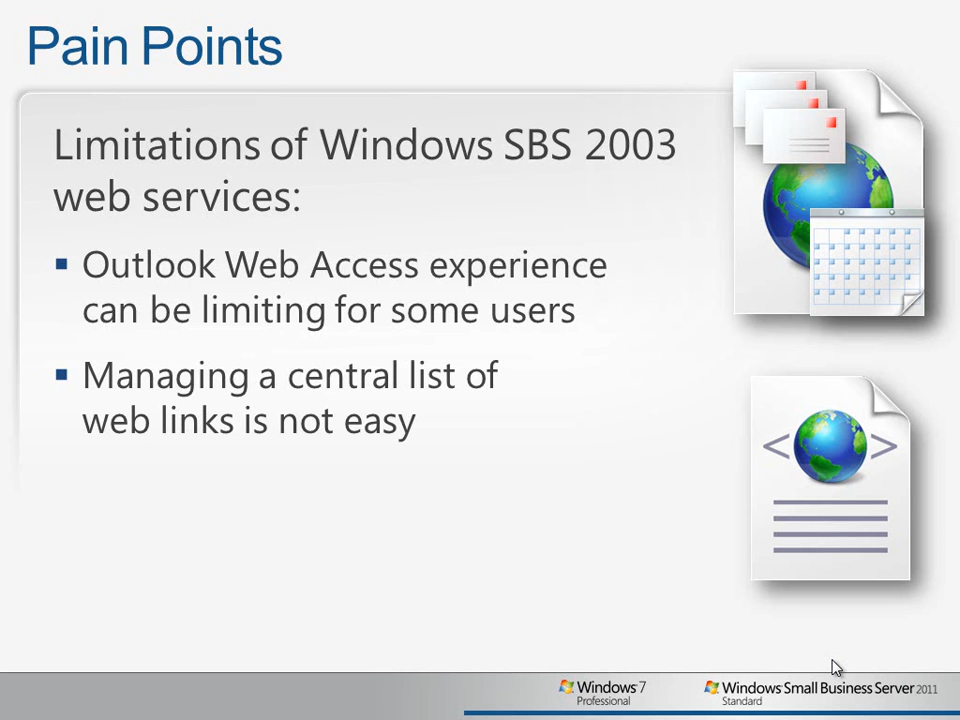 Pain Points
Limitations of Windows SBS 2003
web services:
▪ Outlook Web Access experience
can be limiting for some users
▪ Managing a central list of
web links is not easy
Windows 7
Professional
Windows Small Business Server 2011
Standard